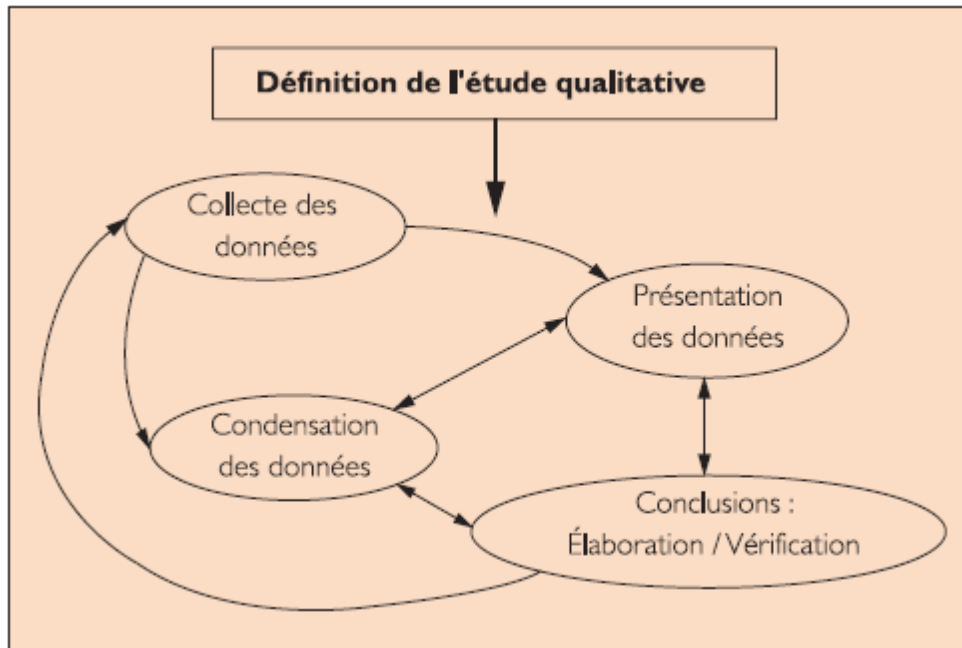 Définition de l'étude qualitative
Collecte des
données
Présentation
des données
Condensation
des données
Conclusions :
Élaboration / Vérification